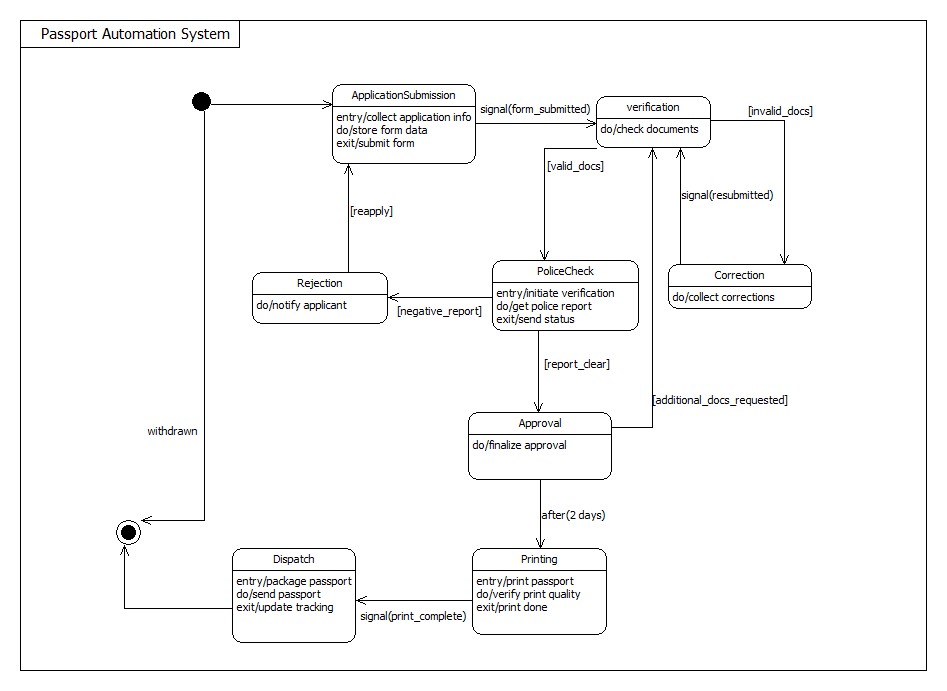 Passport Automation System
ApplicationSubmission
entry/collect application info
do/store form data
exit/submit form
signal(form_submitted)
verification
do/check documents
[invalid_docs]
[valid_docs]
signal(resubmitted)
[reapply]
Rejection
do/notify applicant
[negative_report]
PoliceCheck
entry/initiate verification
do/get police report
exit/send status
Correction
do/collect corrections
[report_clear]
[additional_docs_requested]
Approval
do/finalize approval
withdrawn
after(2 days)
Dispatch
entry/package passport
do/send passport
exit/update tracking
signal(print_complete)
Printing
entry/print passport
do/verify print quality
exit/print done